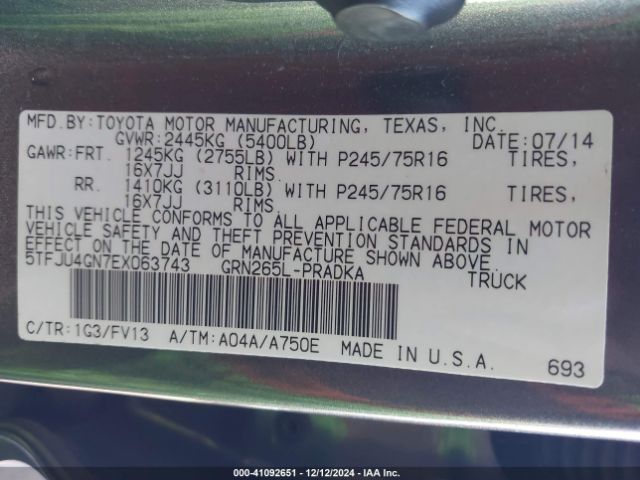 MFD.BY:TOYOTA MOTOR MANUFACTURING, TEXAS, INC.
GVWR:2445KG (5400LB) DATE:07/14
GAWR:FRT. 1245KG (2755LB) WITH P245/75R16 TIRES,
16X7JJ RIMS.
RR. 1410KG (3110LB) WITH P245/75R16 TIRES,
16X7JJ RIMS.
THIS VEHICLE CONFORMS TO ALL APPLICABLE FEDERAL MOTOR
VEHICLE SAFETY AND THEFT PREVENTION STANDARDS IN
EFFECT ON THE DATE OF MANUFACTURE SHOWN ABOVE.
5TFJU4GN7EX063743 GRN265L-PRADKA TRUCK
C/TR:1G3/FV13 A/TM:A04A/A750E MADE IN U.S.A.
693
000-41092651 - 12/12/2024 - IAA Inc.